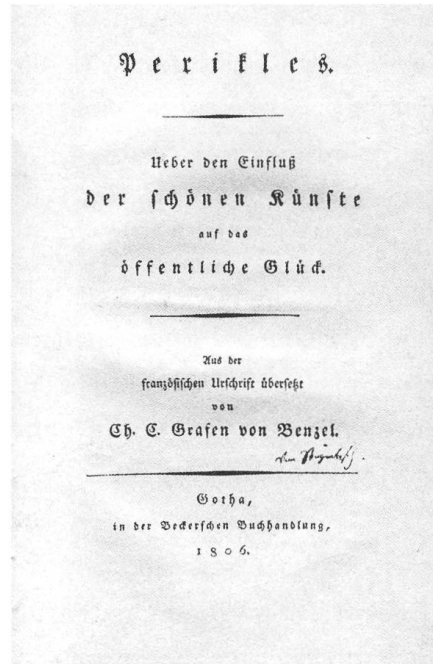 Perikles.
Ueber den Einfluß
der schönen Künste
auf das
öffentliche Glück.
Aus der
französischen Urschrift übersetzt
von
Ch. C. Grafen von Benzel.
Gotha,
in der Beckerschen Buchhandlung,
1806.